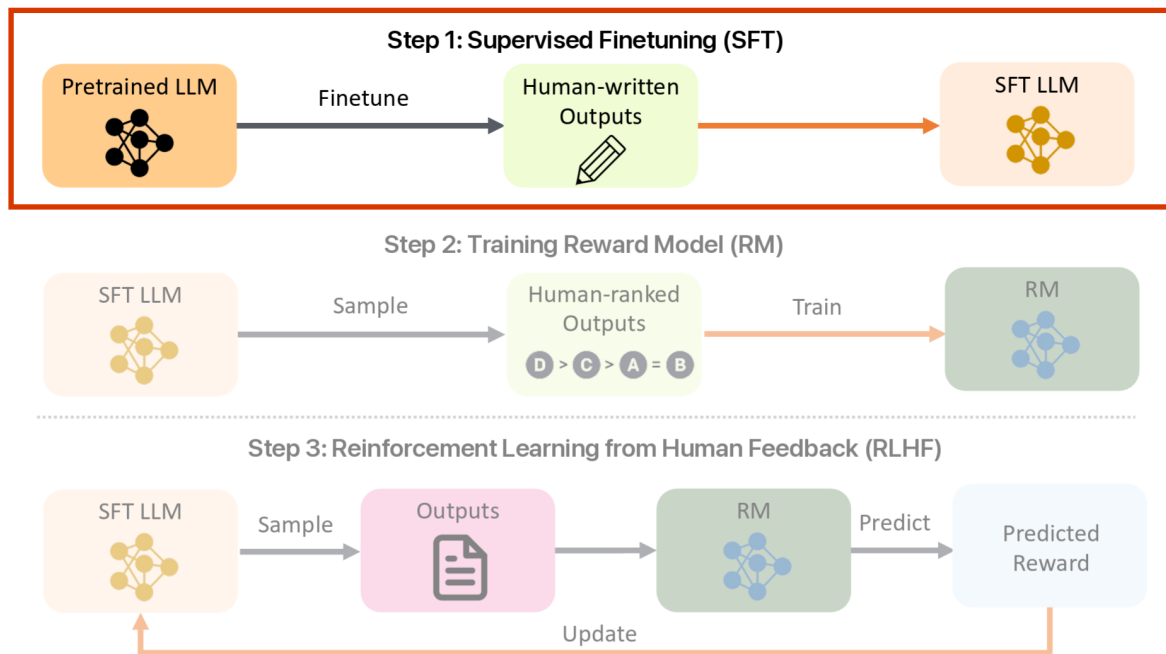 Step 1: Supervised Finetuning (SFT)
Pretrained LLM
Finetune
Human-written
Outputs
SFT LLM
Step 2: Training Reward Model (RM)
SFT LLM
Sample
Human-ranked
Outputs
D > C > A = B
Train
RM
Step 3: Reinforcement Learning from Human Feedback (RLHF)
SFT LLM
Sample
Outputs
RM
Predict
Predicted
Reward
Update